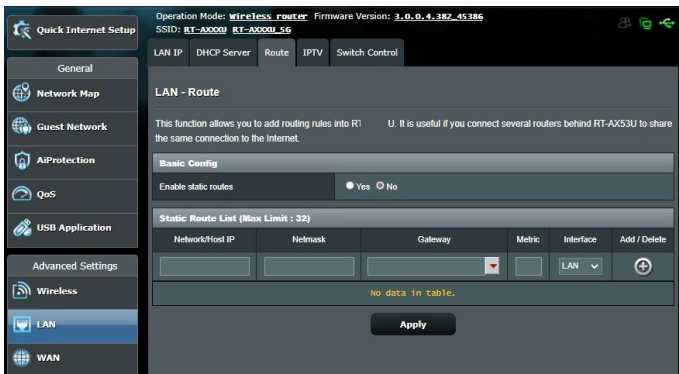 Operation Mode: Wireless router Firmware Version: 3.0.0.4.382_45386
SSID: RT-AXXXU RT-AXXXU_5G
Quick Internet Setup
LAN IP DHCP Server Route IPTV Switch Control
General
Network Map
Guest Network
AiProtection
QoS
USB Application
Advanced Settings
Wireless
LAN
WAN
LAN - Route
This function allows you to add routing rules into RT U. It is useful if you connect several routers behind RT-AX53U to share
the same connection to the Internet.
Basic Config
Enable static routes Yes No
Static Route List (Max Limit : 32)
Network/Host IP Netmask Gateway Metric Interface Add / Delete
LAN
No data in table.
Apply